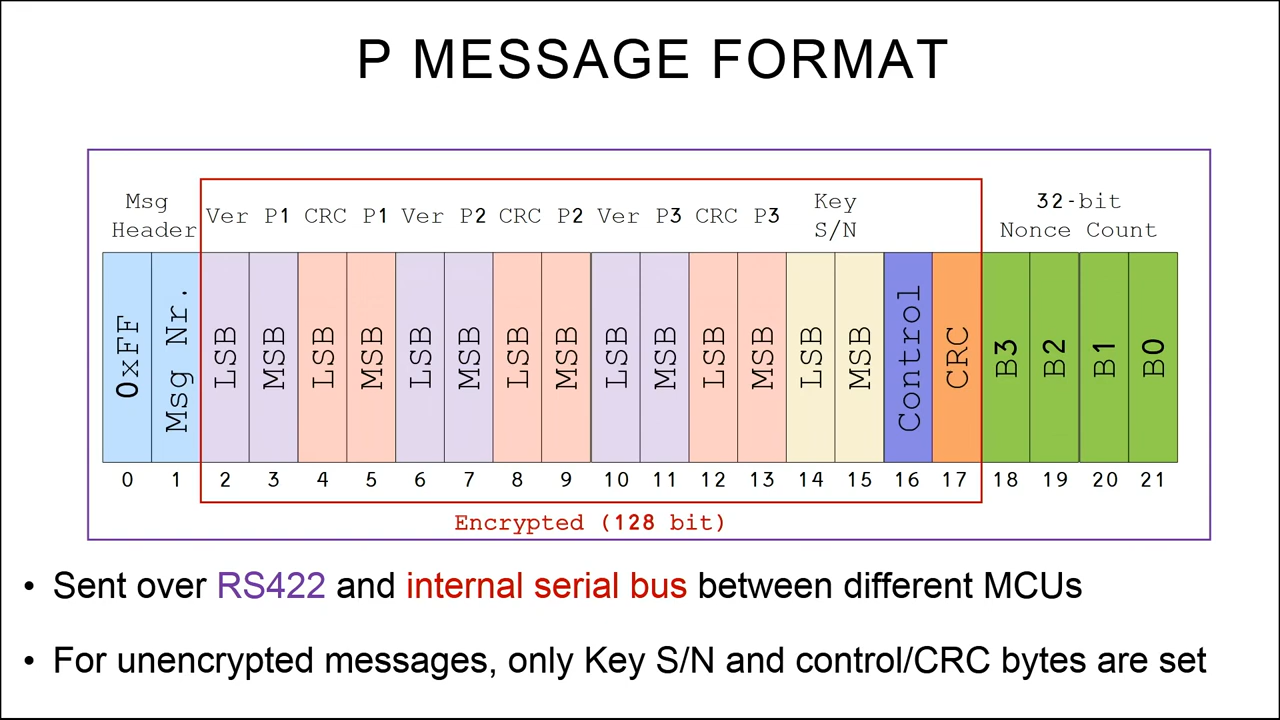 P MESSAGE FORMAT
Msg
Header
Ver P1 CRC P1 Ver P2 CRC P2 Ver P3 CRC P3
Key
S/N
32-bit
Nonce Count
0xFF
Msg Nr.
LSB
MSB
LSB
MSB
LSB
MSB
LSB
MSB
LSB
MSB
LSB
MSB
LSB
MSB
Control
CRC
B3
B2
B1
B0
0 1 2 3 4 5 6 7 8 9 10 11 12 13 14 15 16 17 18 19 20 21
Encrypted (128 bit)
• Sent over RS422 and internal serial bus between different MCUs
• For unencrypted messages, only Key S/N and control/CRC bytes are set